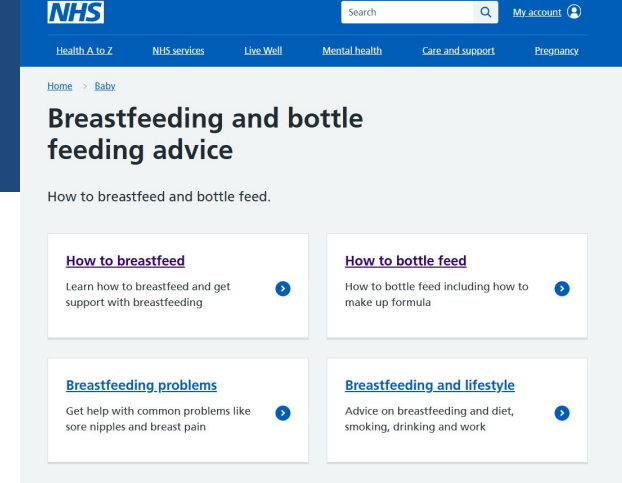 NHS
Search
My account
Health A to Z
NHS services
Live Well
Mental health
Care and support
Pregnancy
Home > Baby
Breastfeeding and bottle
feeding advice
How to breastfeed and bottle feed.
How to breastfeed
Learn how to breastfeed and get
support with breastfeeding
How to bottle feed
How to bottle feed including how to
make up formula
Breastfeeding problems
Get help with common problems like
sore nipples and breast pain
Breastfeeding and lifestyle
Advice on breastfeeding and diet,
smoking, drinking and work